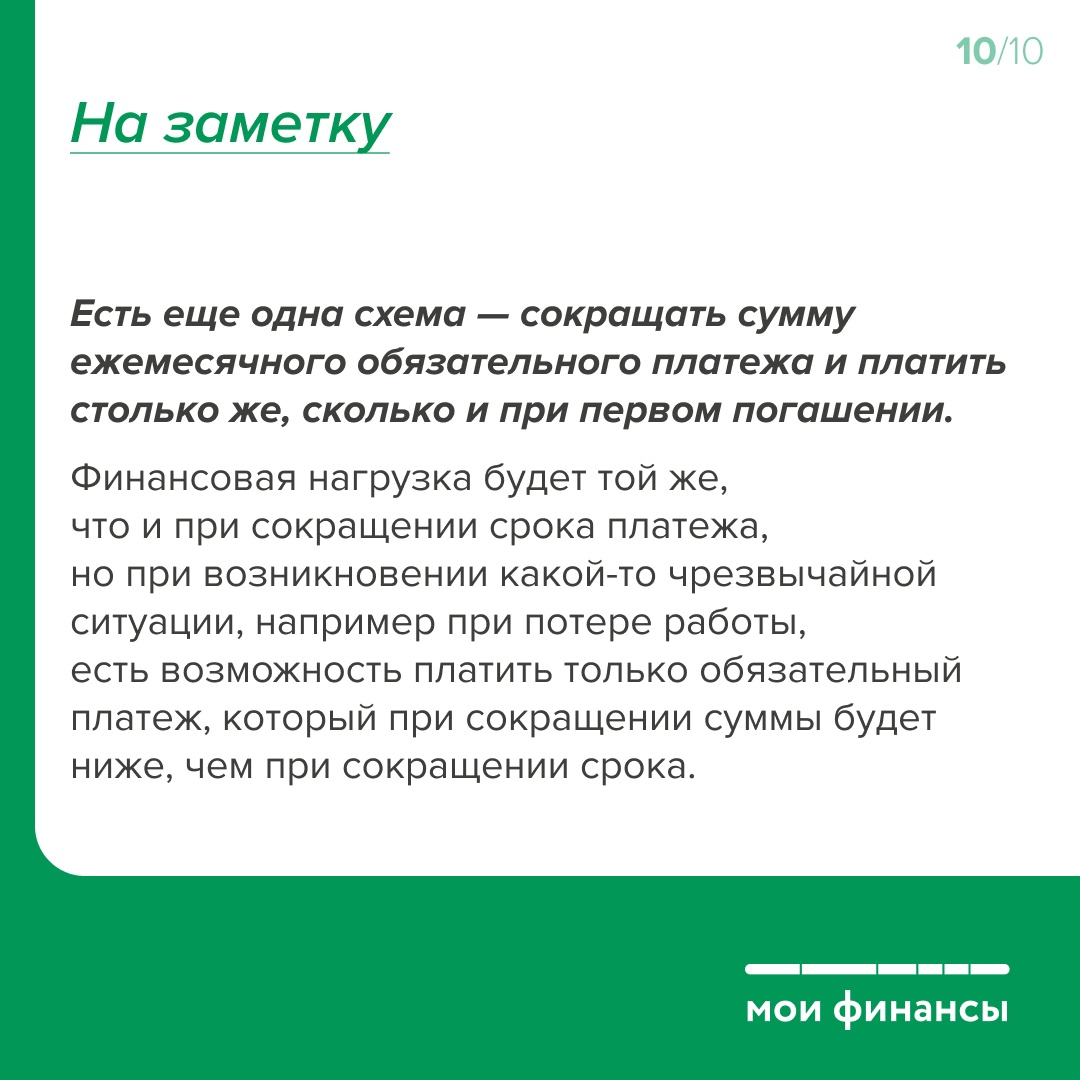 10/10
На заметку
Есть еще одна схема — сокращать сумму
ежемесячного обязательного платежа и платить
столько же, сколько и при первом погашении.
Финансовая нагрузка будет той же,
что и при сокращении срока платежа,
но при возникновении какой-то чрезвычайной
ситуации, например при потере работы,
есть возможность платить только обязательный
платеж, который при сокращении суммы будет
ниже, чем при сокращении срока.
мои финансы